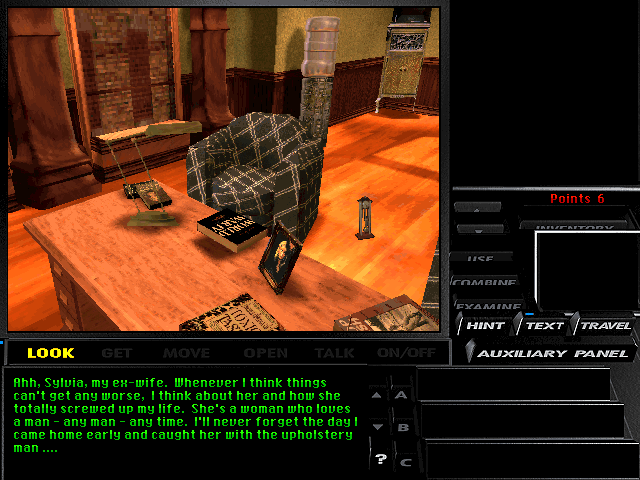 Points 6
INVENTORY
USE
COMBINE
EXAMINE
HINT TEXT TRAVEL
AUXILIARY PANEL
LOOK GET MOVE OPEN TALK ON/OFF
Ahh, Sylvia, my ex-wife. Whenever I think things
can't get any worse, I think about her and how she
totally screwed up my life. She's a woman who loves
a man - any man - any time. I'll never forget the day I
came home early and caught her with the upholstery
man ....
A
B
? C